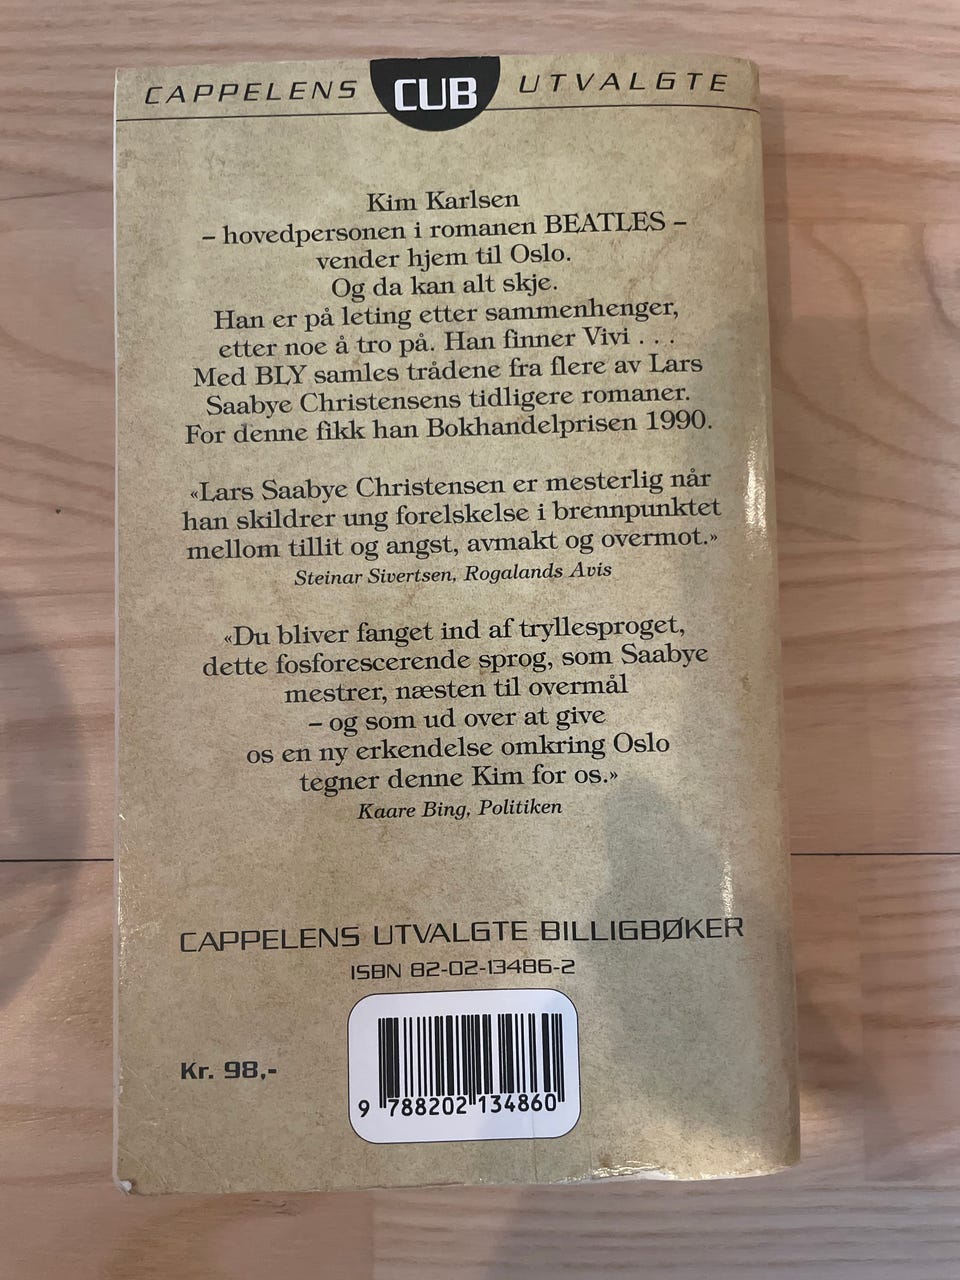 CAPPELENS CUB UTVALGTE
Kim Karlsen
– hovedpersonen i romanen BEATLES –
vender hjem til Oslo.
Og da kan alt skje.
Han er på leting etter sammenhenger,
etter noe å tro på. Han finner Vivi . . .
Med BLY samles trådene fra flere av Lars
Saabye Christensens tidligere romaner.
For denne fikk han Bokhandelprisen 1990.
«Lars Saabye Christensen er mesterlig når
han skildrer ung forelskelse i brennpunktet
mellom tillit og angst, avmakt og overmot.»
Steinar Sivertsen, Rogalands Avis
«Du bliver fanget ind af tryllesproget,
dette fosforescerende sprog, som Saabye
mestrer, næsten til overmål
– og som ud over at give
os en ny erkendelse omkring Oslo
tegner denne Kim for os.»
Kaare Bing, Politiken
CAPPELENS UTVALGTE BILLIGBØKER
ISBN 82-02-13486-2
Kr. 98,-
9 788202 134860